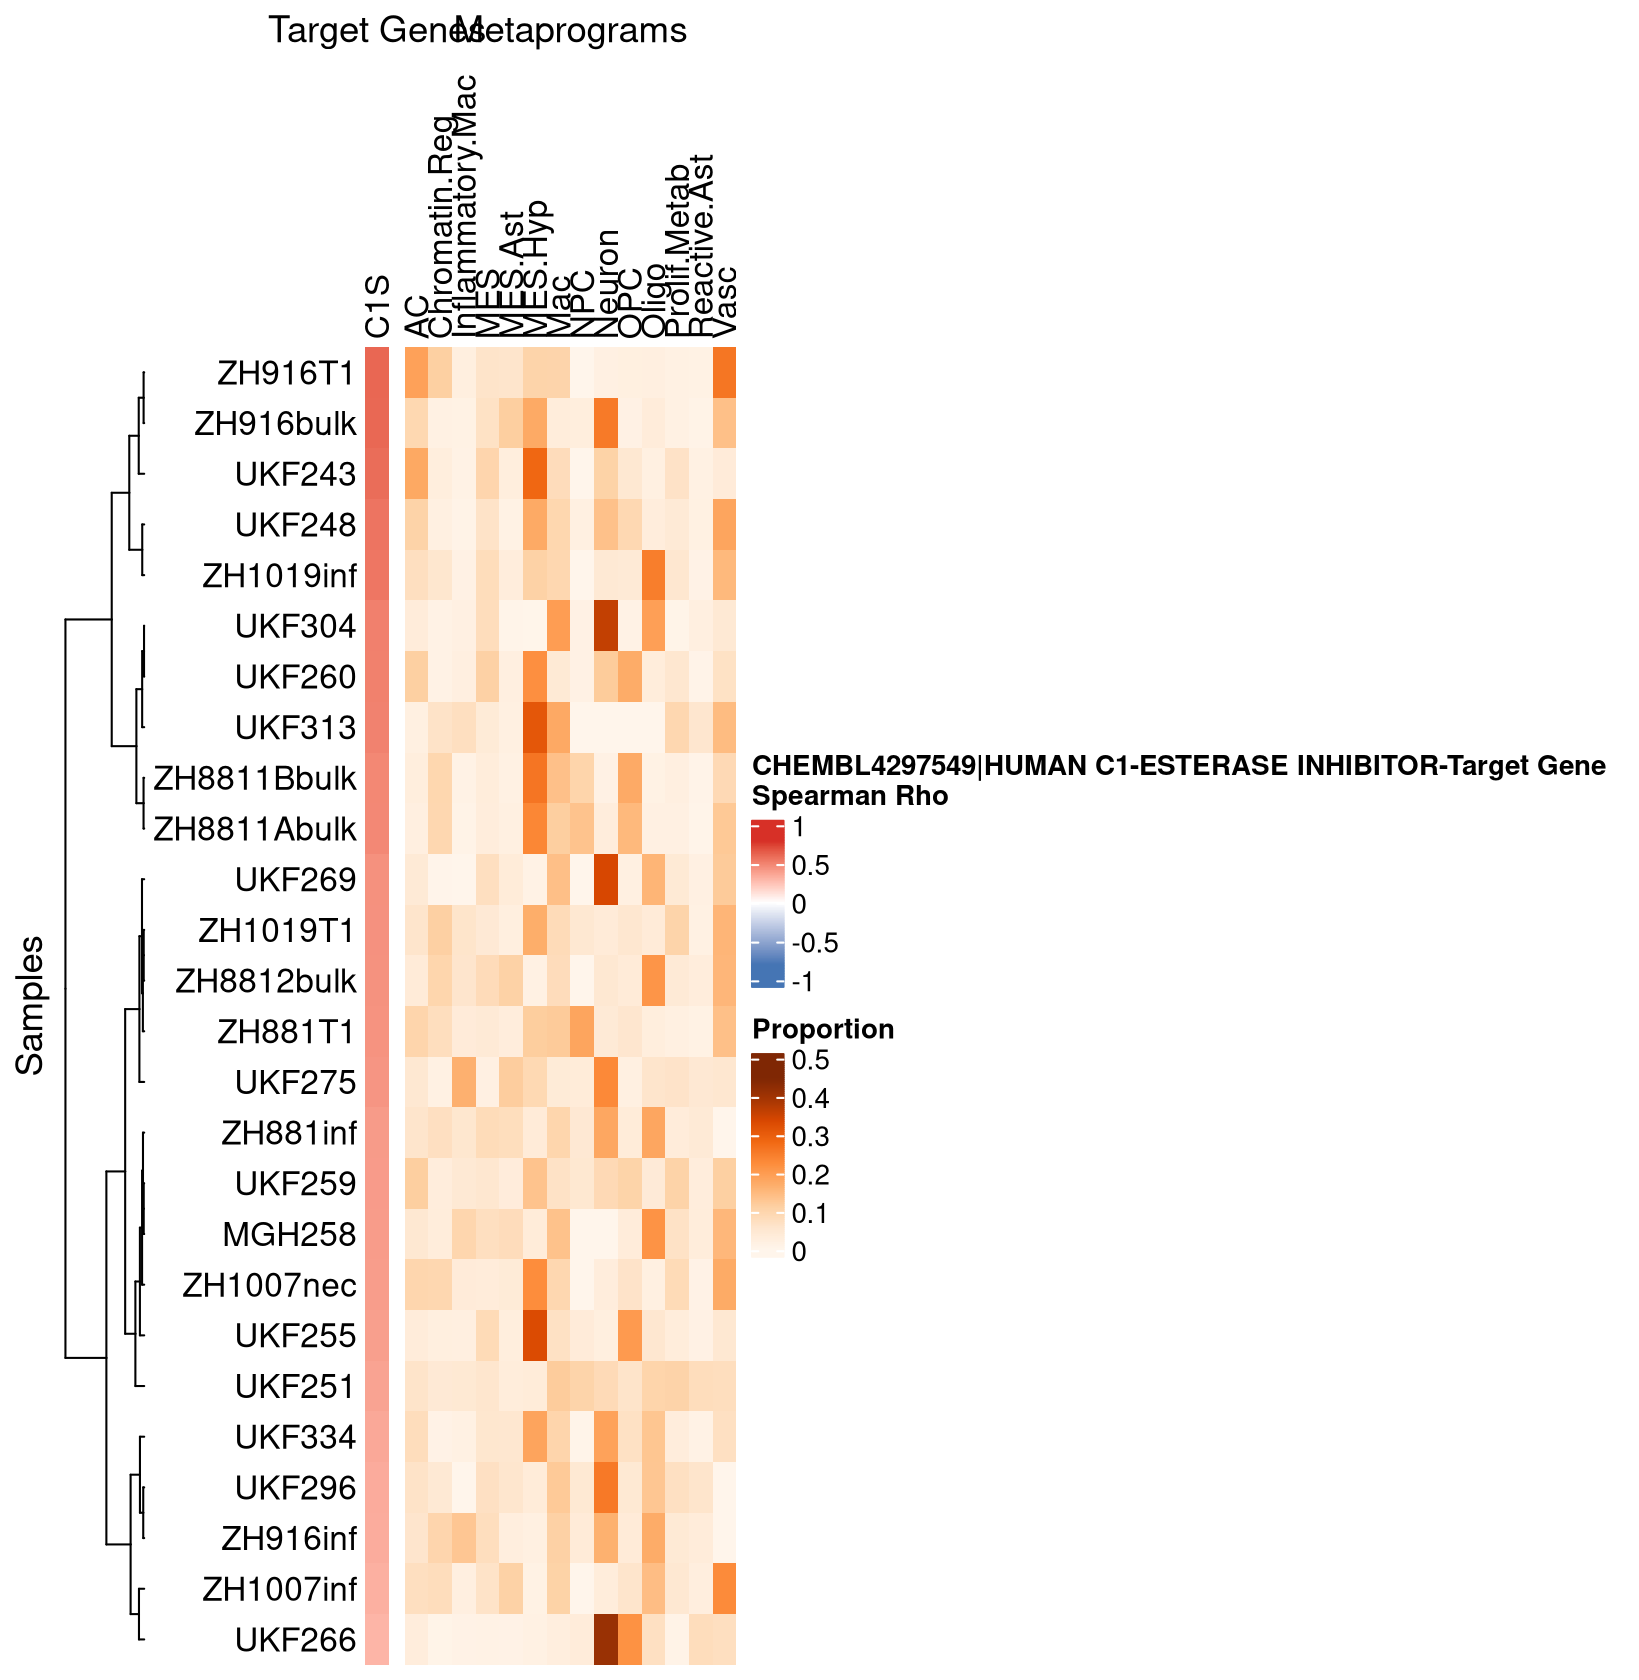 Target Genes
Metaprograms
C1S
AC
Chromatin.Reg
Inflammatory.Mac
MES
MES.Ast
MES.Hyp
Mac
NPC
Neuron
OPC
Oligo
Prolif.Metab
Reactive.Ast
Vasc
Samples
ZH916T1
ZH916bulk
UKF243
UKF248
ZH1019inf
UKF304
UKF260
UKF313
ZH8811Bbulk
ZH8811Abulk
UKF269
ZH1019T1
ZH8812bulk
ZH881T1
UKF275
ZH881inf
UKF259
MGH258
ZH1007nec
UKF255
UKF251
UKF334
UKF296
ZH916inf
ZH1007inf
UKF266
CHEMBL4297549|HUMAN C1-ESTERASE INHIBITOR-Target Gene
Spearman Rho
1
0.5
0
-0.5
-1
Proportion
0.5
0.4
0.3
0.2
0.1
0